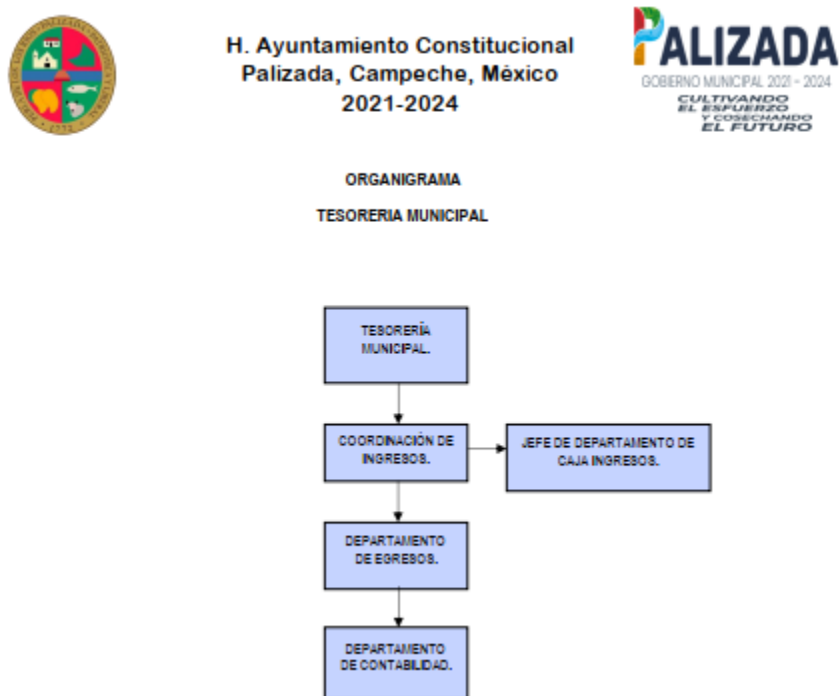 H. Ayuntamiento Constitucional
Palizada, Campeche, México
2021-2024
PALIZADA
GOBIERNO MUNICIPAL 2021 - 2024
CULTIVANDO
EL ESFUERZO
Y COSECHANDO
EL FUTURO
ORGANIGRAMA
TESORERIA MUNICIPAL
TESORERÍA
MUNICIPAL.
COORDINACIÓN DE
INGRESOS.
JEFE DE DEPARTAMENTO DE
CAJA INGRESOS.
DEPARTAMENTO
DE EGRESOS.
DEPARTAMENTO
DE CONTABILIDAD.